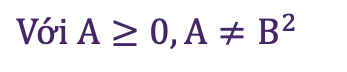 Với A ≥ 0, A ≠ B²